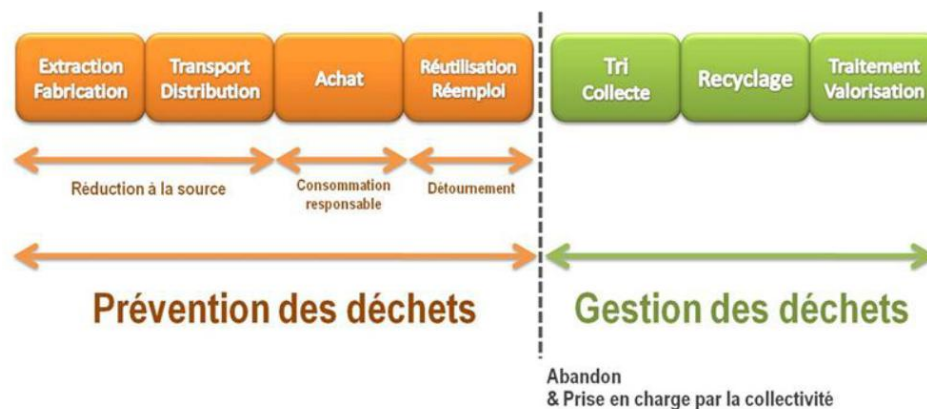 Extraction
Fabrication
Transport
Distribution
Achat
Réutilisation
Réemploi
Tri
Collecte
Recyclage
Traitement
Valorisation
Réduction à la source
Consommation
responsable
Détournement
Prévention des déchets
Gestion des déchets
Abandon
& Prise en charge par la collectivité